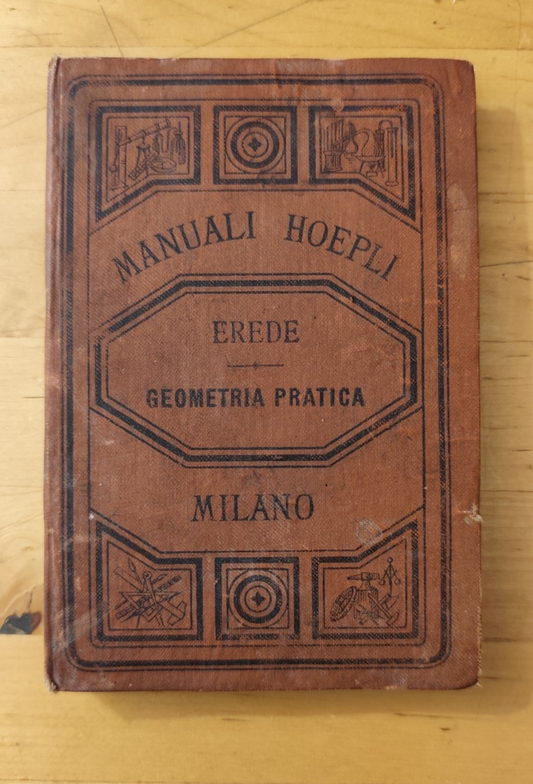 MANUALI HOEPLI
EREDE
GEOMETRIA PRATICA
MILANO